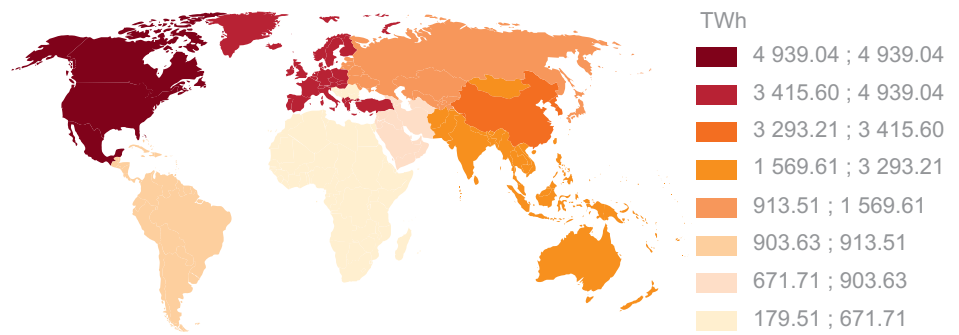 TWh
4 939.04 ; 4 939.04
3 415.60 ; 4 939.04
3 293.21 ; 3 415.60
1 569.61 ; 3 293.21
913.51 ; 1 569.61
903.63 ; 913.51
671.71 ; 903.63
179.51 ; 671.71